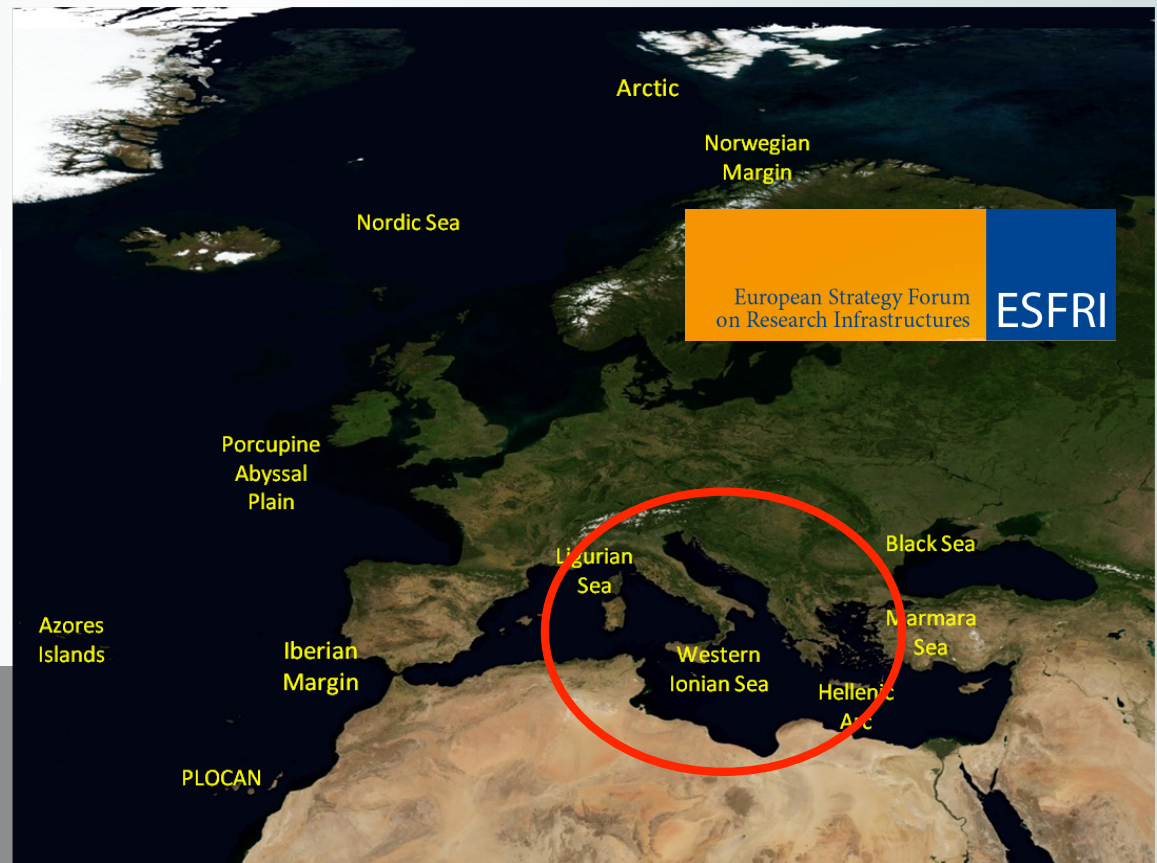 Arctic
Norwegian
Margin
Nordic Sea
European Strategy Forum
on Research Infrastructures
ESFRI
Porcupine
Abyssal
Plain
Ligurian
Sea
Black Sea
Azores
Islands
Iberian
Margin
Western
Ionian Sea
Marmara
Sea
Hellenic
Arc
PLOCAN